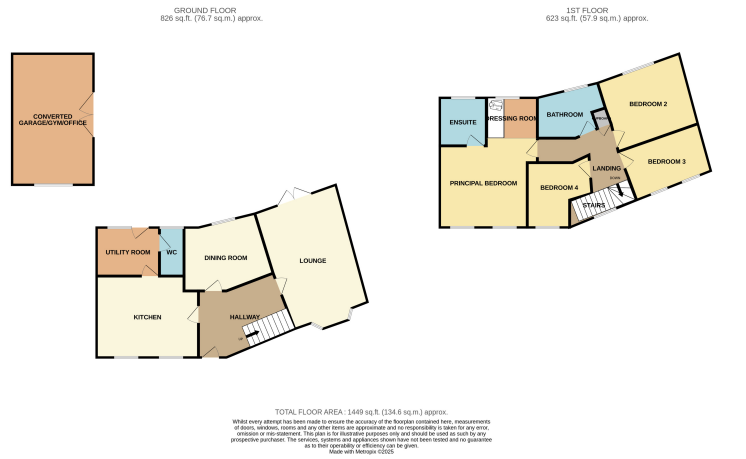 GROUND FLOOR
826 sq.ft. (76.7 sq.m.) approx.
1ST FLOOR
623 sq.ft. (57.9 sq.m.) approx.
CONVERTED
GARAGE/GYM/OFFICE
ENSUITE
DRESSING ROOM
BATHROOM
BEDROOM 2
PRINCIPAL BEDROOM
BEDROOM 4
LANDING
DOWN
BEDROOM 3
STAIRS
UTILITY ROOM
WC
DINING ROOM
LOUNGE
KITCHEN
HALLWAY
UP
TOTAL FLOOR AREA : 1449 sq.ft. (134.6 sq.m.) approx.
Whilst every attempt has been made to ensure the accuracy of the floorplan contained here, measurements
of doors, windows, rooms and any other items are approximate and no responsibility is taken for any error,
omission or mis-statement. This plan is for illustrative purposes only and should be used as such by any
prospective purchaser. The services, systems and appliances shown have not been tested and no guarantee
as to their operability or efficiency can be given.
Made with Metropix ©2025